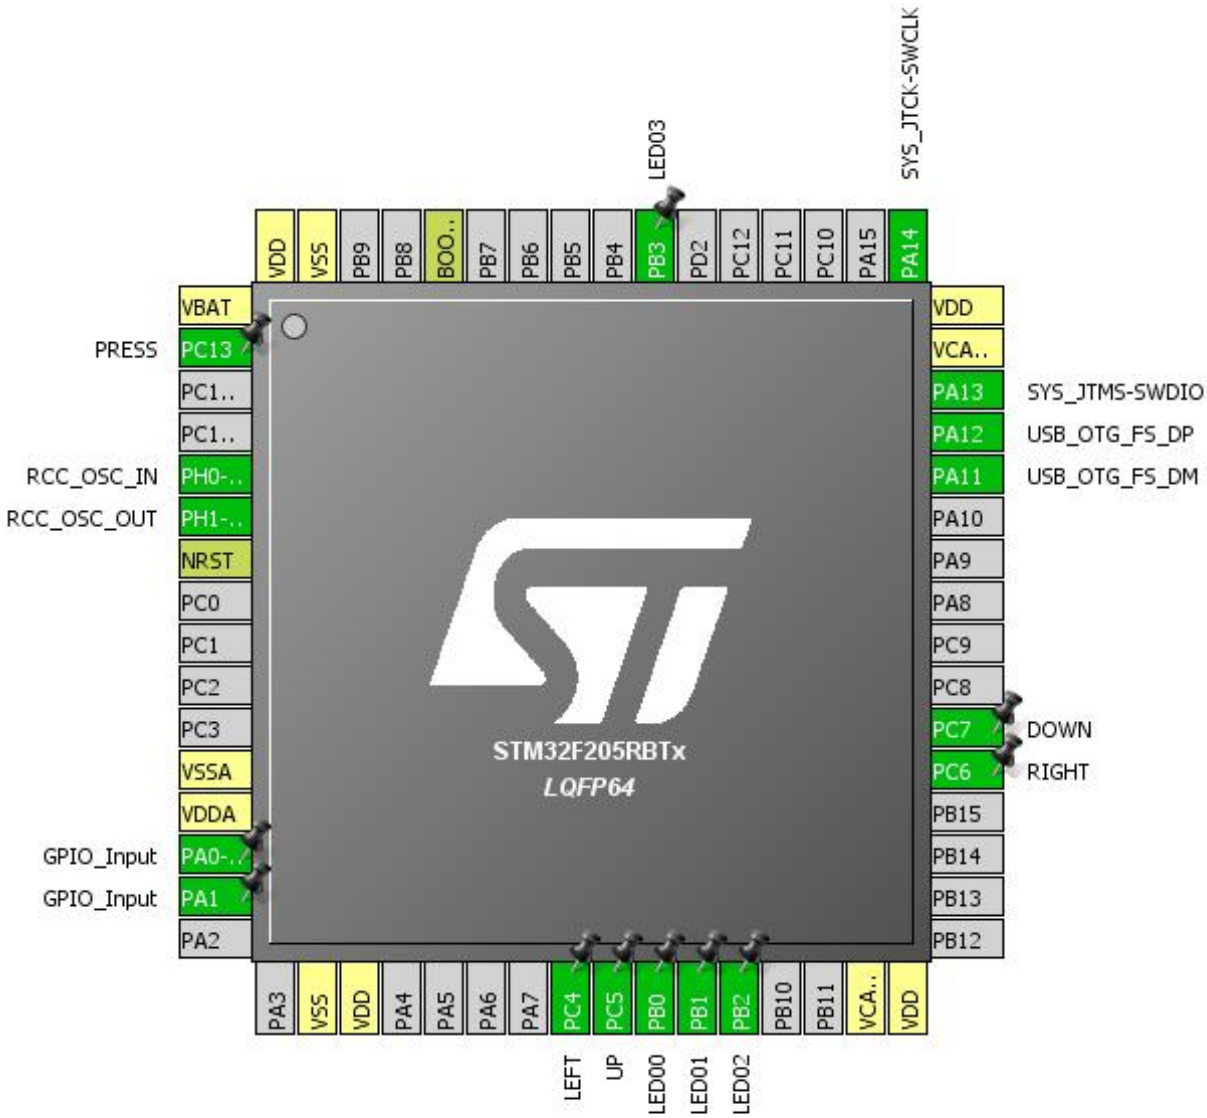 SYS_JTCK-SWCLK
LED03
VDD
VSS
PB9
PB8
BOO..
PB7
PB6
PB5
PB4
PB3
PD2
PC12
PC11
PC10
PA15
PA14
VBAT
PRESS PC13
PC1..
PC1..
RCC_OSC_IN PH0-..
RCC_OSC_OUT PH1-..
NRST
PC0
PC1
PC2
PC3
VSSA
VDDA
GPIO_Input PA0-..
GPIO_Input PA1
PA2
ST
STM32F205RBTx
LQFP64
VDD
VCA..
PA13 SYS_JTMS-SWDIO
PA12 USB_OTG_FS_DP
PA11 USB_OTG_FS_DM
PA10
PA9
PA8
PC9
PC8
PC7 DOWN
PC6 RIGHT
PB15
PB14
PB13
PB12
PA3
VSS
VDD
PA4
PA5
PA6
PA7
PC4
PC5
PB0
PB1
PB2
PB10
PB11
VCA..
VDD
LEFT
UP
LED00
LED01
LED02